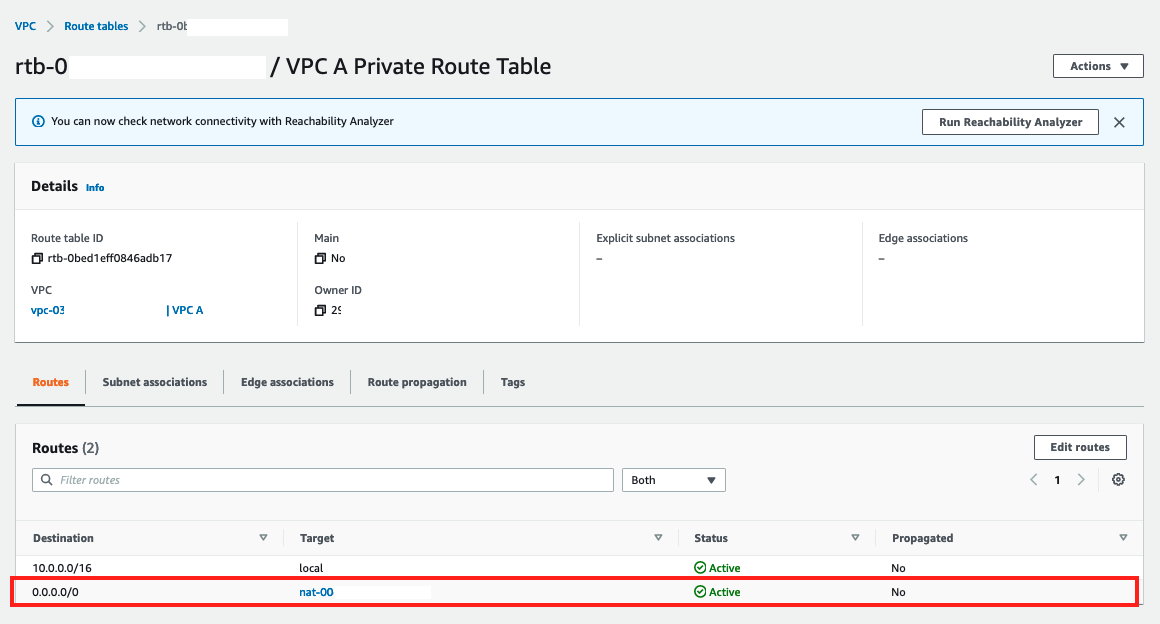 VPC > Route tables > rtb-0b
rtb-0 / VPC A Private Route Table
Actions
You can now check network connectivity with Reachability Analyzer
Run Reachability Analyzer
Details Info
Route table ID
rtb-0bed1eff0846adb17
Main
No
Explicit subnet associations
–
Edge associations
–
VPC
vpc-03 | VPC A
Owner ID
29
Routes Subnet associations Edge associations Route propagation Tags
Routes (2)
Edit routes
Filter routes
Both
1
Destination Target Status Propagated
10.0.0.0/16 local Active No
0.0.0.0/0 nat-00 Active No